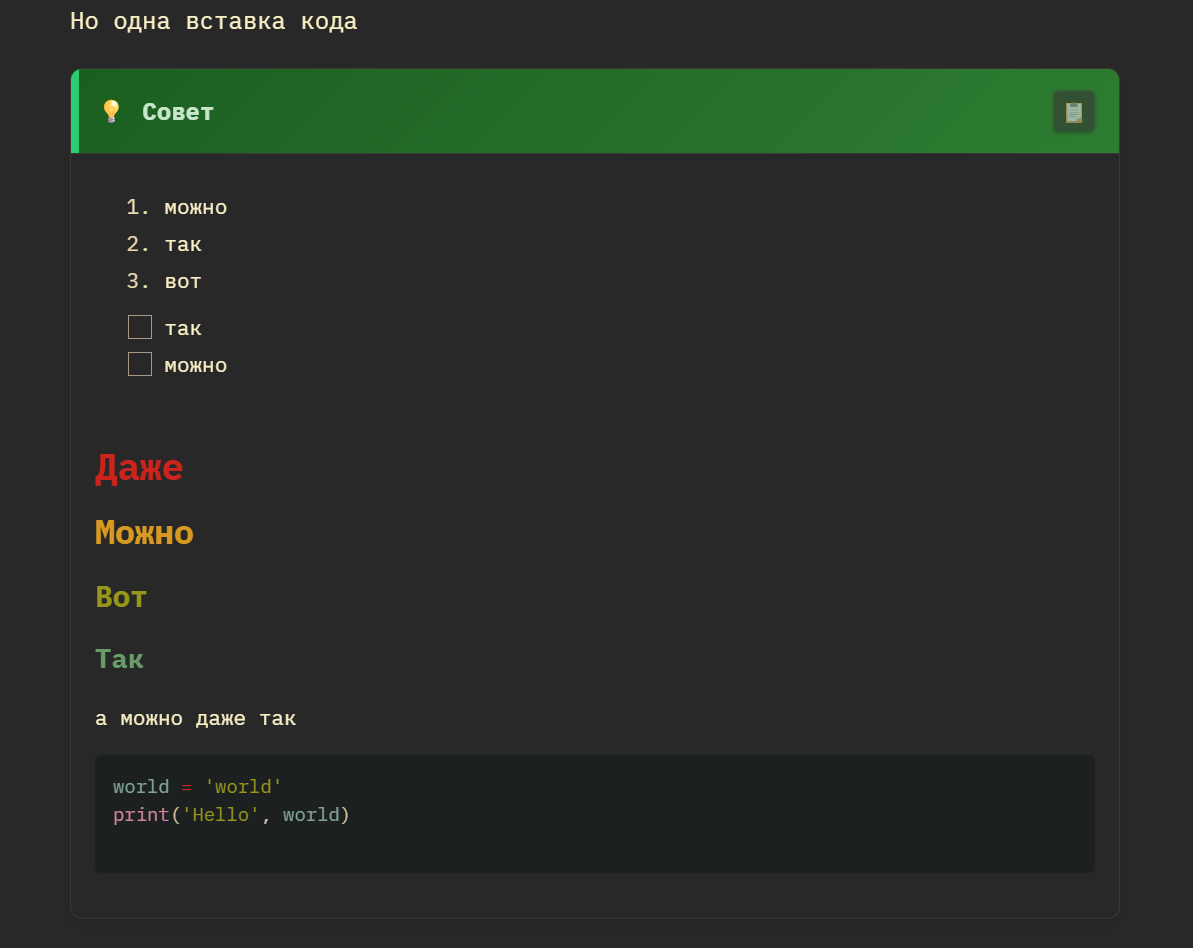 Но одна вставка кода
Совет
1. можно
2. так
3. вот
так
можно
Даже
Можно
Вот
Так
а можно даже так
world = 'world'
print('Hello', world)